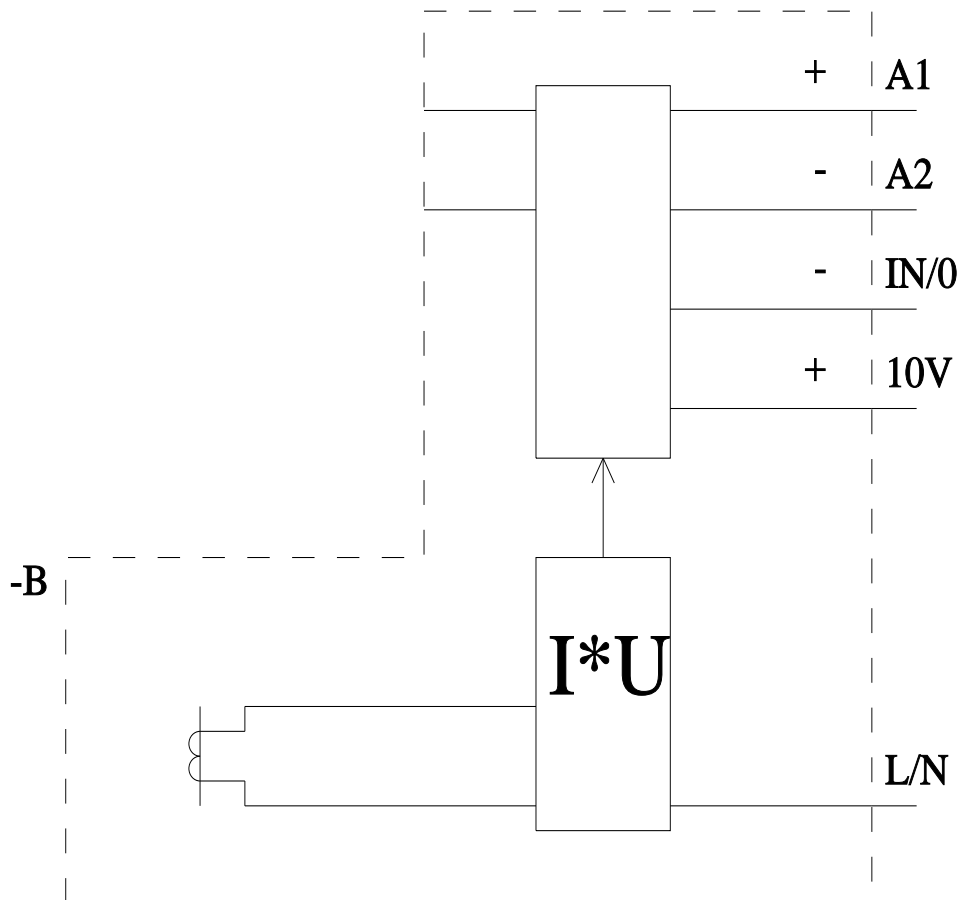 + A1
- A2
- IN/0
+ 10V
-B
I*U
L/N